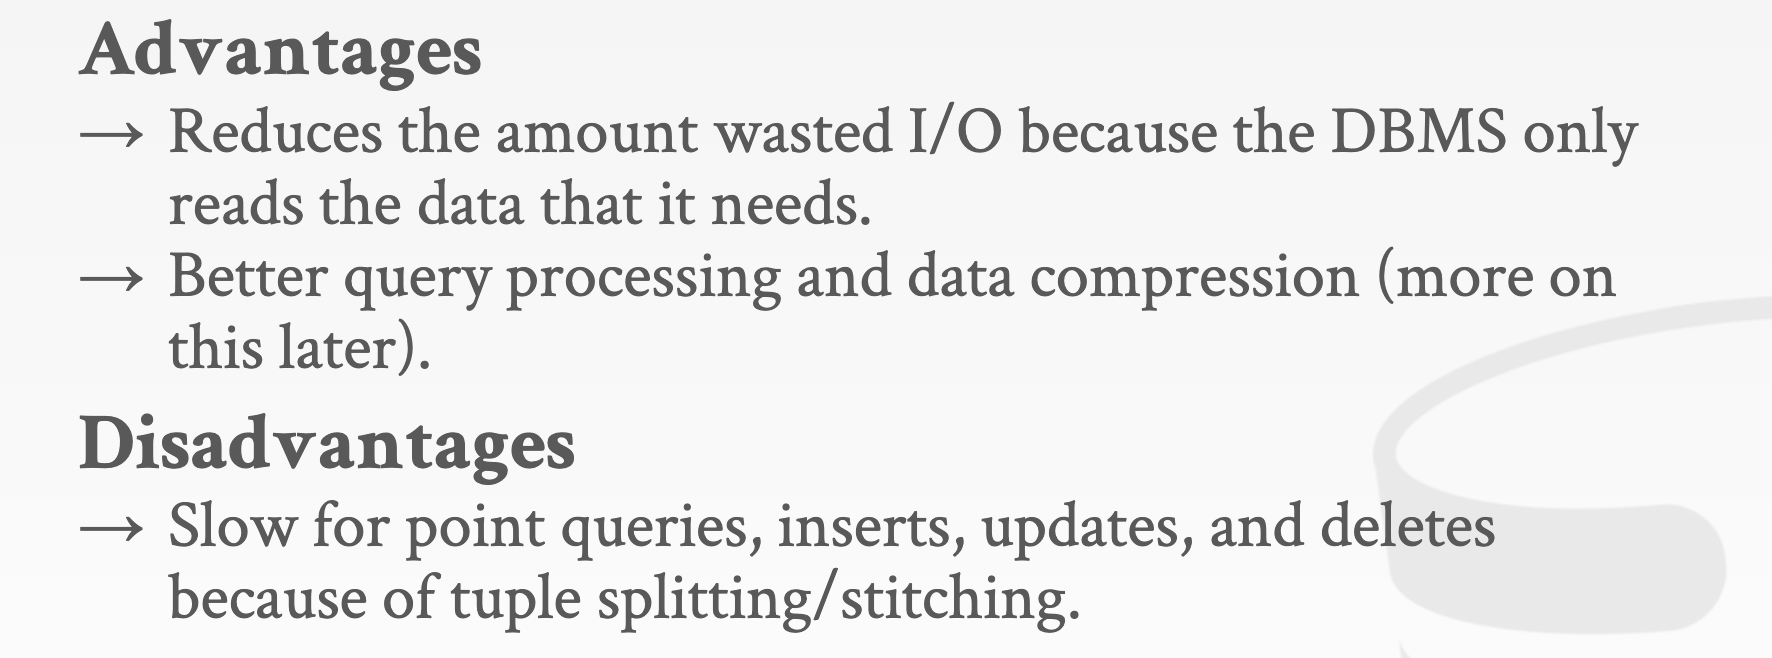 Advantages
→ Reduces the amount wasted I/O because the DBMS only
reads the data that it needs.
→ Better query processing and data compression (more on
this later).
Disadvantages
→ Slow for point queries, inserts, updates, and deletes
because of tuple splitting/stitching.